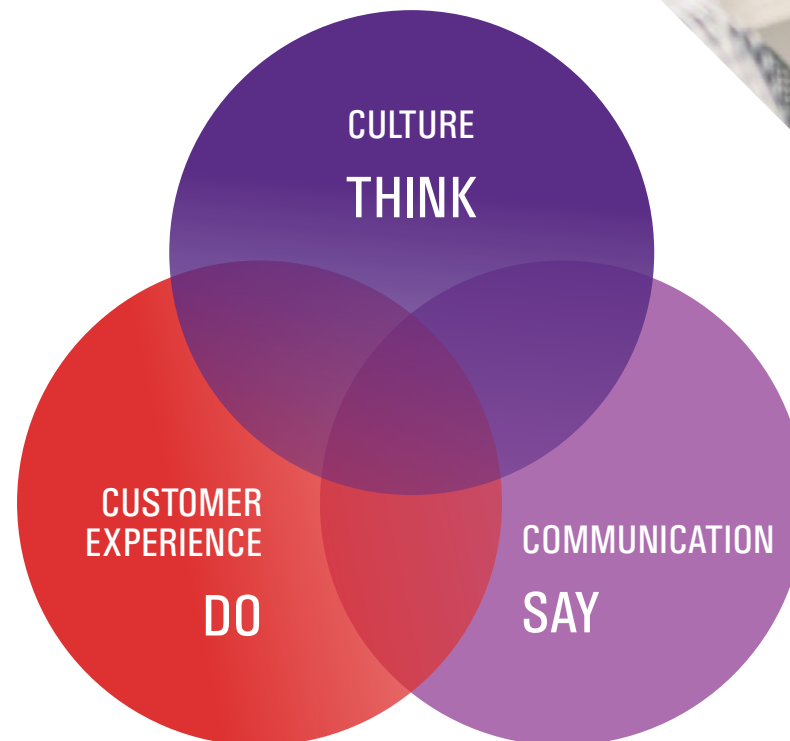 CULTURE
THINK
CUSTOMER
EXPERIENCE
DO
COMMUNICATION
SAY